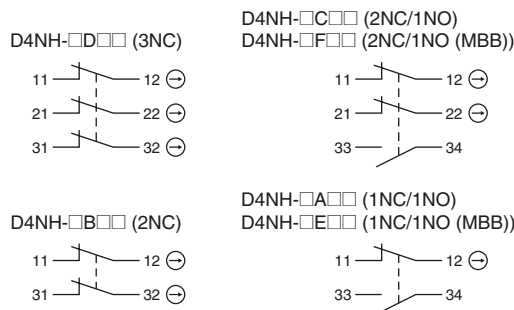 D4NH-□D□□ (3NC)
11 12
21 22
31 32
D4NH-□C□□ (2NC/1NO)
D4NH-□F□□ (2NC/1NO (MBB))
11 12
21 22
33 34
D4NH-□B□□ (2NC)
11 12
31 32
D4NH-□A□□ (1NC/1NO)
D4NH-□E□□ (1NC/1NO (MBB))
11 12
33 34